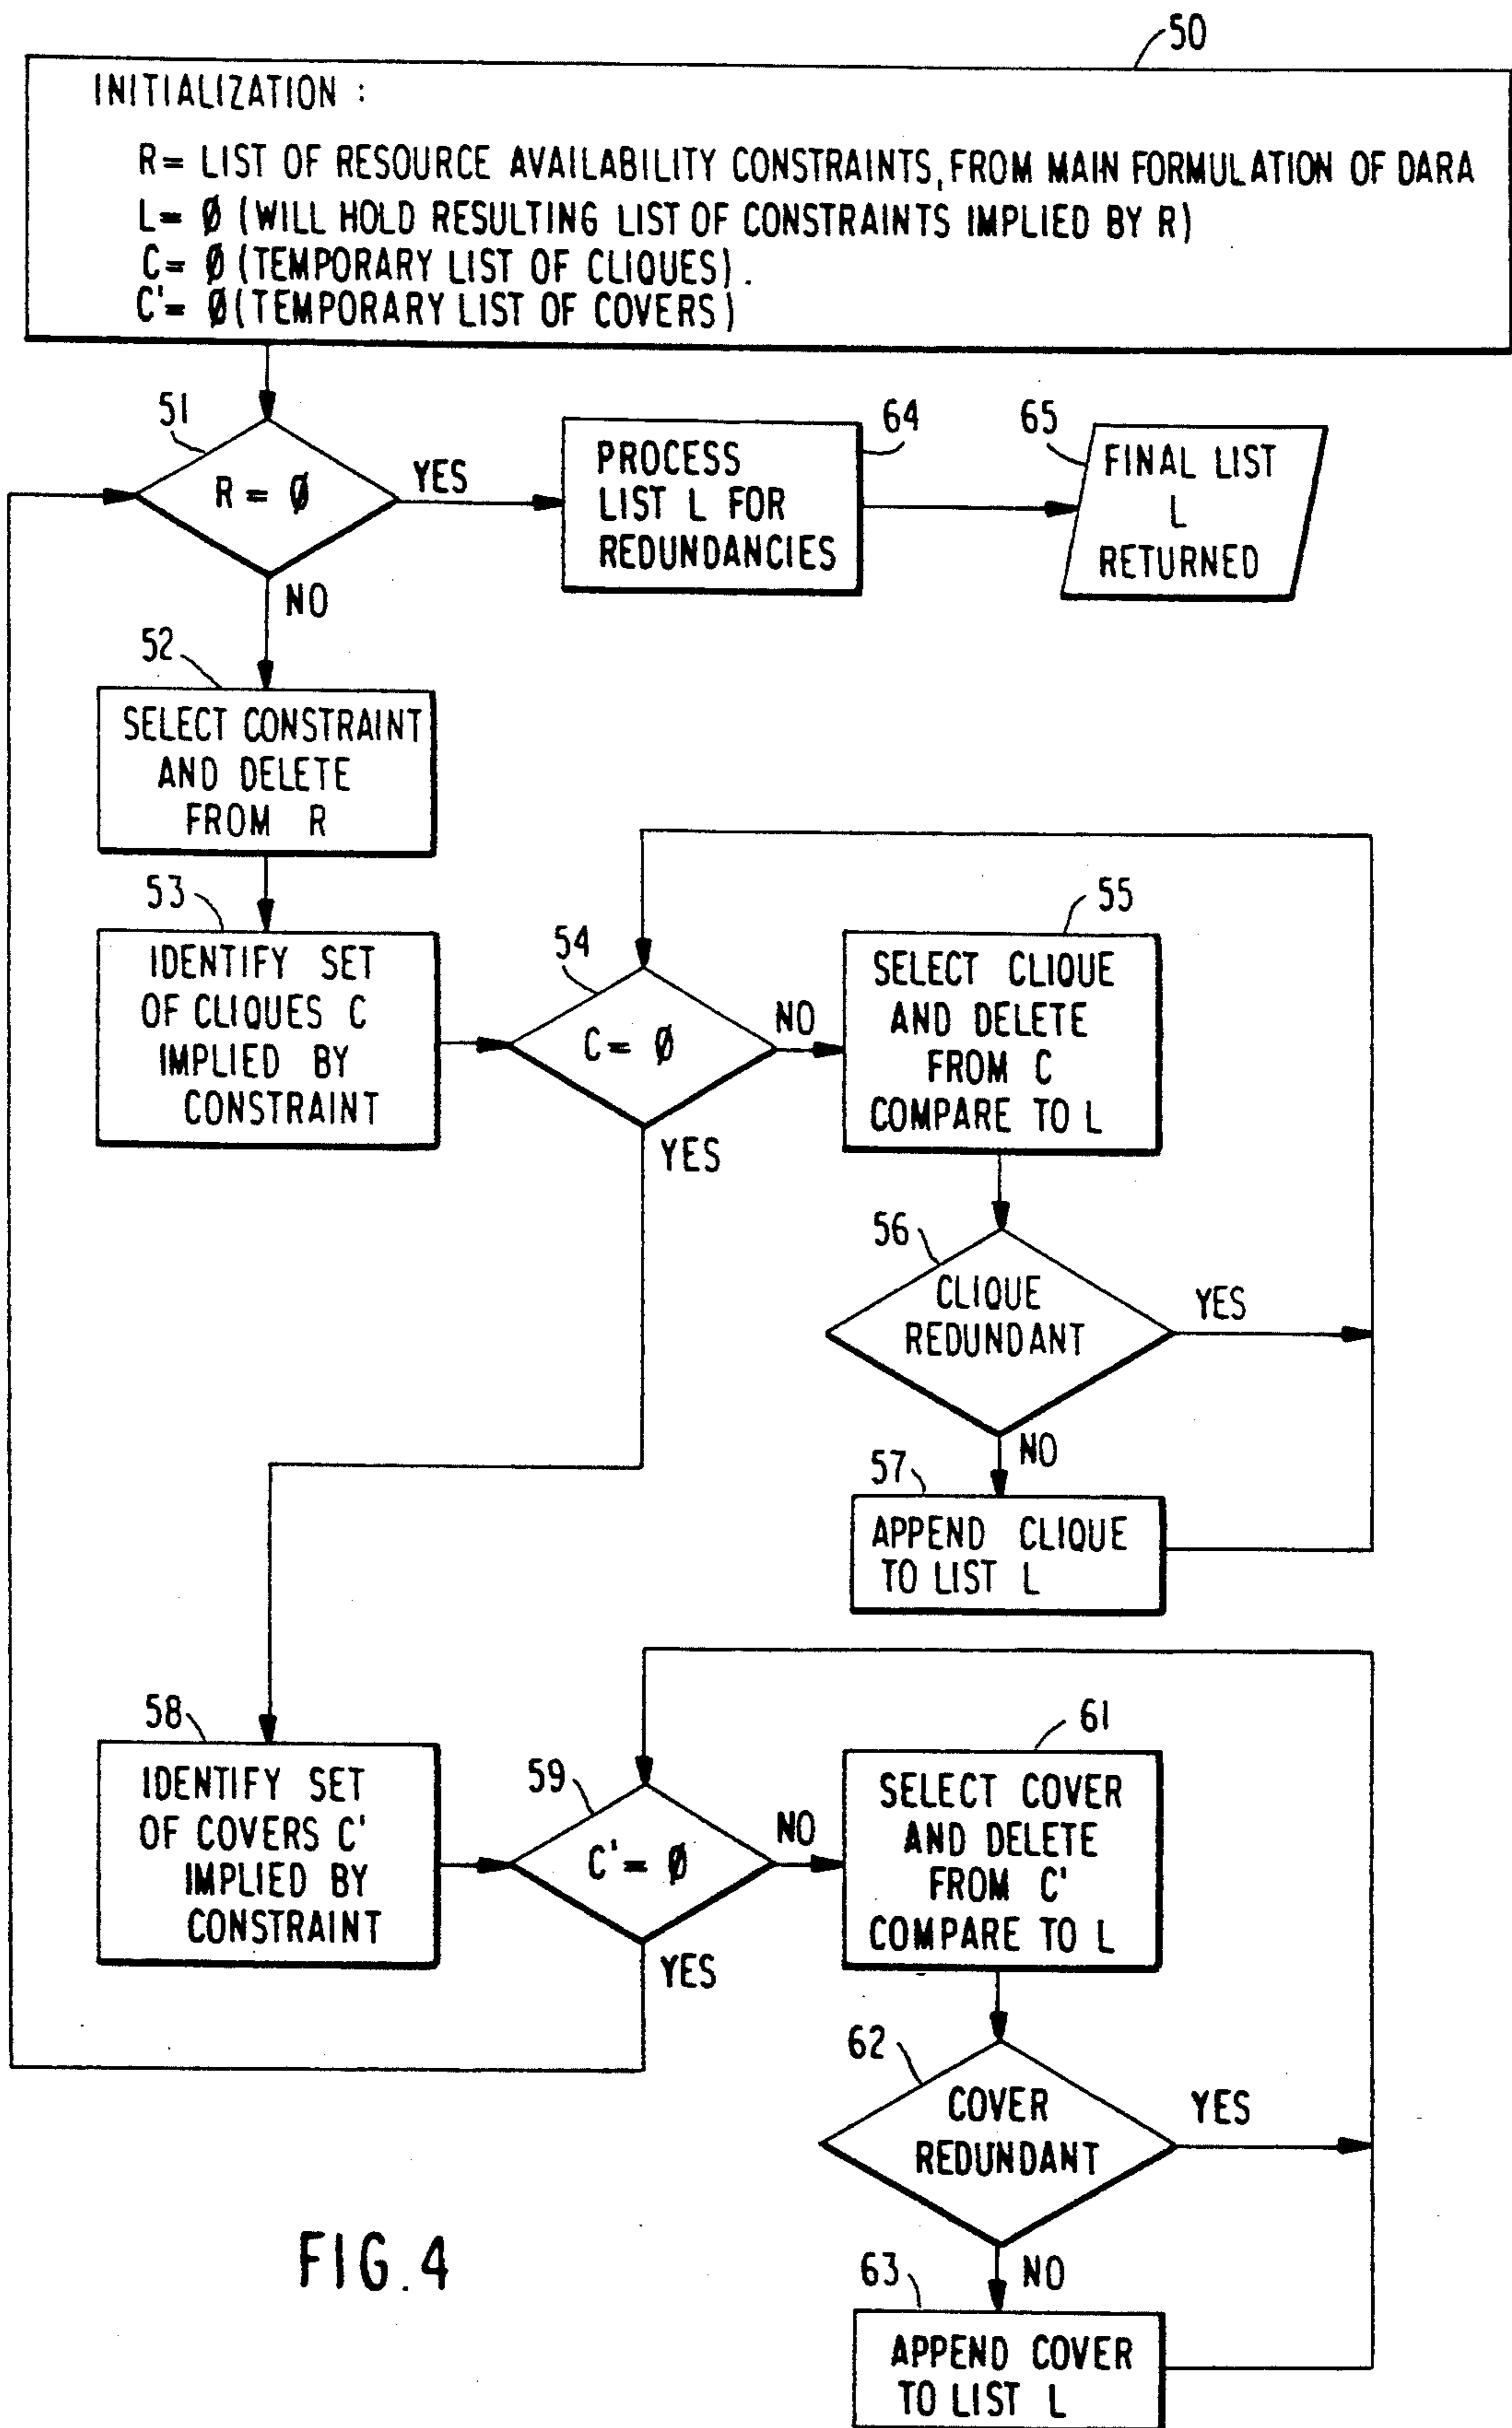 50
INITIALIZATION :
R = LIST OF RESOURCE AVAILABILITY CONSTRAINTS, FROM MAIN FORMULATION OF DARA
L = Ø (WILL HOLD RESULTING LIST OF CONSTRAINTS IMPLIED BY R)
C = Ø (TEMPORARY LIST OF CLIQUES).
C' = Ø (TEMPORARY LIST OF COVERS)
51
R = Ø
YES
NO
64
PROCESS
LIST L FOR
REDUNDANCIES
65
FINAL LIST
L
RETURNED
52
SELECT CONSTRAINT
AND DELETE
FROM R
53
IDENTIFY SET
OF CLIQUES C
IMPLIED BY
CONSTRAINT
54
C = Ø
NO
YES
55
SELECT CLIQUE
AND DELETE
FROM C
COMPARE TO L
56
CLIQUE
REDUNDANT
YES
NO
57
APPEND CLIQUE
TO LIST L
58
IDENTIFY SET
OF COVERS C'
IMPLIED BY
CONSTRAINT
59
C' = Ø
NO
YES
61
SELECT COVER
AND DELETE
FROM C'
COMPARE TO L
62
COVER
REDUNDANT
YES
NO
63
APPEND COVER
TO LIST L
FIG. 4